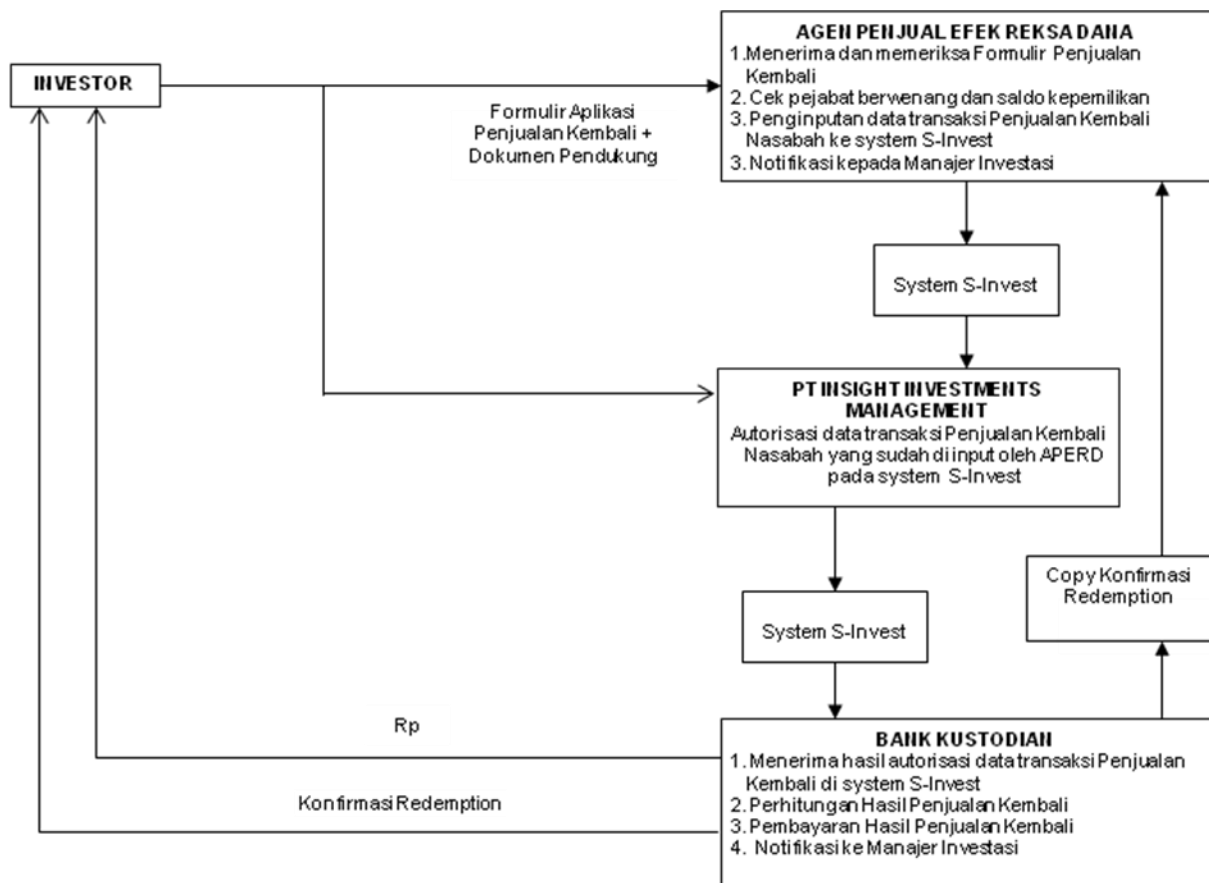 AGEN PENJUAL EFEK REKSA DANA
1.Menerima dan memeriksa Formulir Penjualan
Kembali
2. Cek pejabat berwenang dan saldo kepemilikan
3. Penginputan data transaksi Penjualan Kembali
Nasabah ke system S-Invest
3. Notifikasi kepada Manajer Investasi
INVESTOR
Formulir Aplikasi
Penjualan Kembali +
Dokumen Pendukung
System S-Invest
PT INSIGHT INVESTMENTS
MANAGEMENT
Autorisasi data transaksi Penjualan Kembali
Nasabah yang sudah di input oleh APERD
pada system S-Invest
Copy Konfirmasi
Redemption
System S-Invest
Rp
Konfirmasi Redemption
BANK KUSTODIAN
1. Menerima hasil autorisasi data transaksi Penjualan
Kembali di system S-Invest
2. Perhitungan Hasil Penjualan Kembali
3. Pembayaran Hasil Penjualan Kembali
4. Notifikasi ke Manajer Investasi